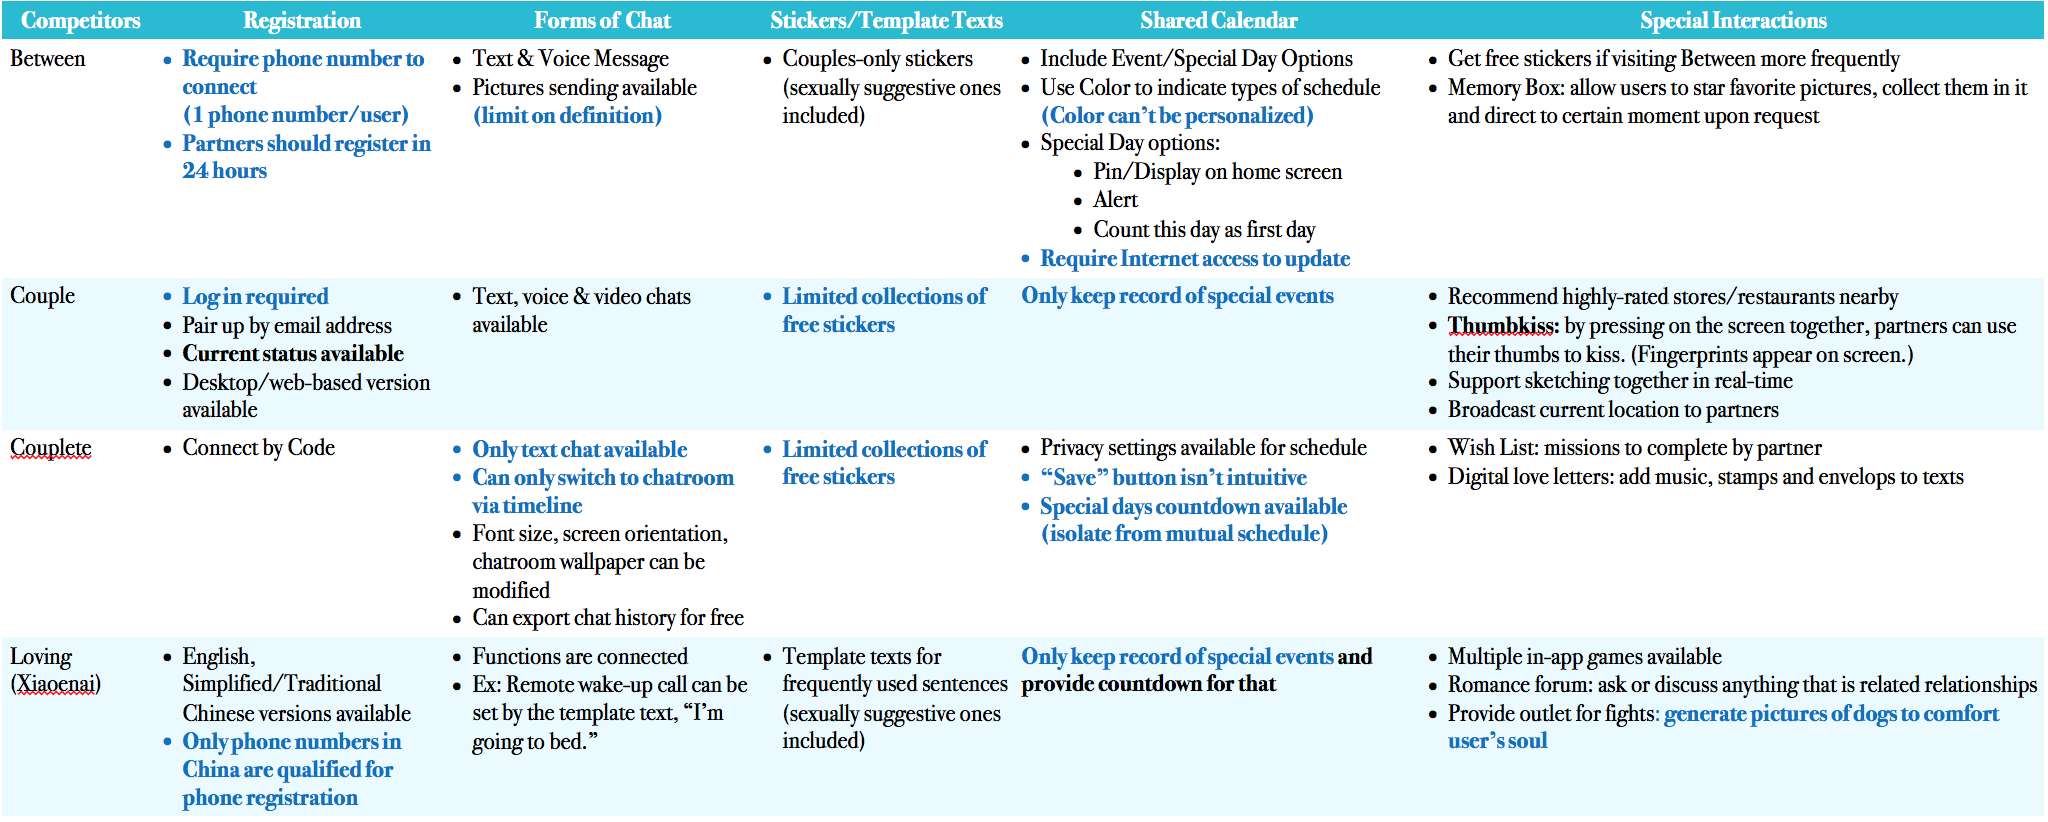 Competitors Registration Forms of Chat Stickers/Template Texts Shared Calendar Special Interactions
Between
• Require phone number to
connect
(1 phone number/user)
• Partners should register in
24 hours
• Text & Voice Message
• Pictures sending available
(limit on definition)
• Couples-only stickers
(sexually suggestive ones
included)
• Include Event/Special Day Options
• Use Color to indicate types of schedule
(Color can't be personalized)
• Special Day options:
• Pin/Display on home screen
• Alert
• Count this day as first day
• Require Internet access to update
• Get free stickers if visiting Between more frequently
• Memory Box: allow users to star favorite pictures, collect them in it
and direct to certain moment upon request
Couple
• Log in required
• Pair up by email address
• Current status available
• Desktop/web-based version
available
• Text, voice & video chats
available
• Limited collections of
free stickers
Only keep record of special events
• Recommend highly-rated stores/restaurants nearby
• Thumbkiss: by pressing on the screen together, partners can use
their thumbs to kiss. (Fingerprints appear on screen.)
• Support sketching together in real-time
• Broadcast current location to partners
Couplete
• Connect by Code
• Only text chat available
• Can only switch to chatroom
via timeline
• Font size, screen orientation,
chatroom wallpaper can be
modified
• Can export chat history for free
• Limited collections of
free stickers
• Privacy settings available for schedule
• “Save” button isn't intuitive
• Special days countdown available
(isolate from mutual schedule)
• Wish List: missions to complete by partner
• Digital love letters: add music, stamps and envelops to texts
Loving
(Xiaoenai)
• English,
Simplified/Traditional
Chinese versions available
• Only phone numbers in
China are qualified for
phone registration
• Functions are connected
• Ex: Remote wake-up call can be
set by the template text, “I'm
going to bed.”
• Template texts for
frequently used sentences
(sexually suggestive ones
included)
Only keep record of special events and
provide countdown for that
• Multiple in-app games available
• Romance forum: ask or discuss anything that is related relationships
• Provide outlet for fights: generate pictures of dogs to comfort
user's soul